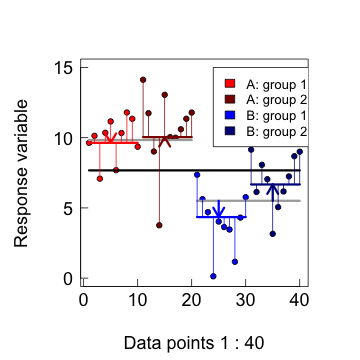 15
10
5
0
Response variable
A: group 1
A: group 2
B: group 1
B: group 2
0 10 20 30 40
Data points 1 : 40